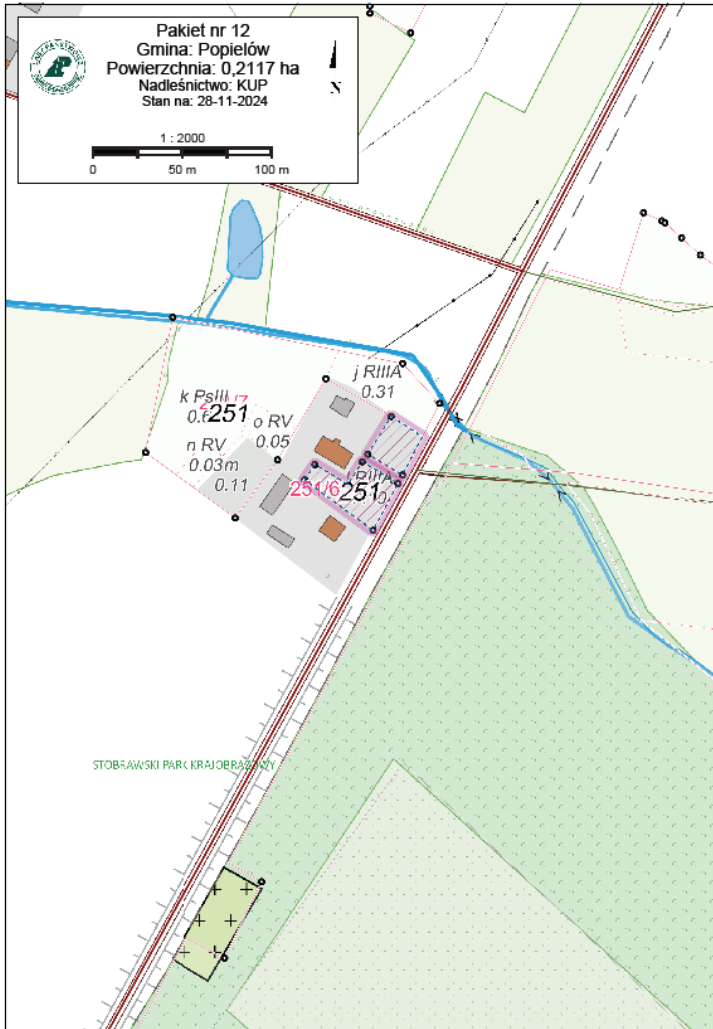 Pakiet nr 12
Gmina: Popielów
Powierzchnia: 0,2117 ha
Nadleśnictwo: KUP
Stan na: 28-11-2024
N
1 : 2000
0 50 m 100 m
j RIIIA
0.31
k PsIII
251
o RV
0.05
n RV
0.03m
0.11
251/6
251
STOBRAWSKI PARK KRAJOBRAZOWY